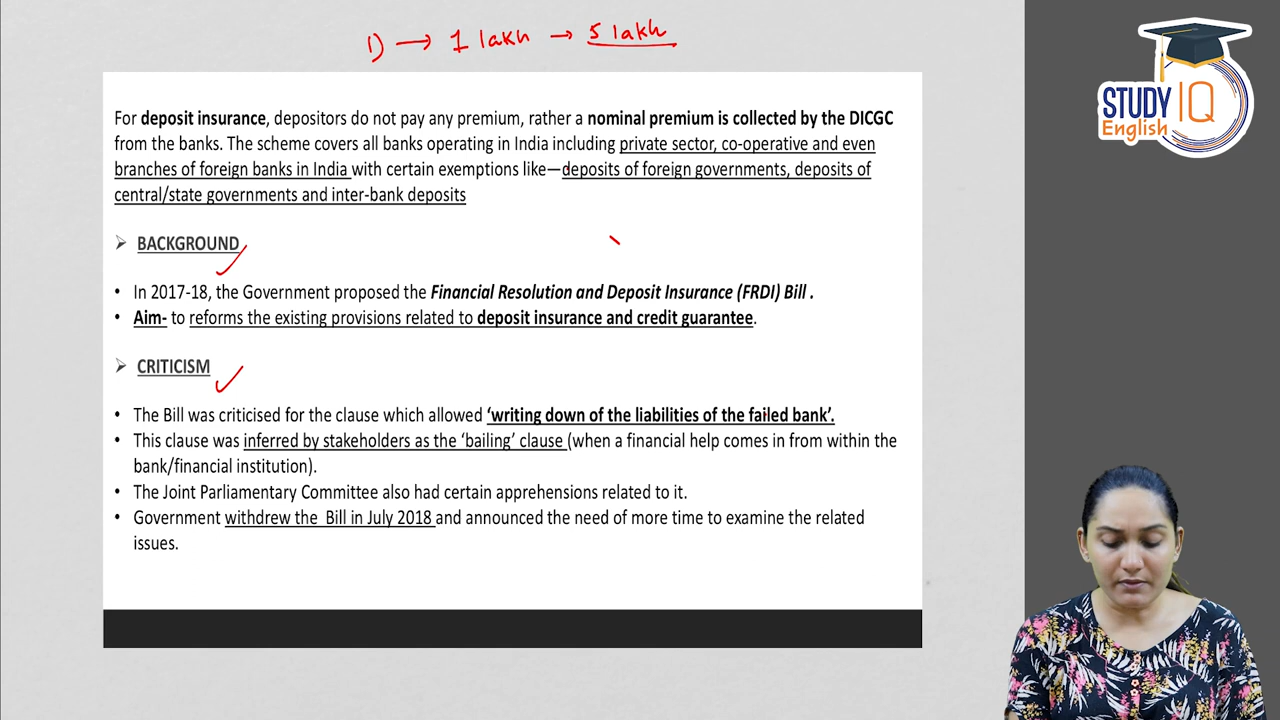 1) → 1 lakh → 5 lakh
For deposit insurance, depositors do not pay any premium, rather a nominal premium is collected by the DICGC
from the banks. The scheme covers all banks operating in India including private sector, co-operative and even
branches of foreign banks in India with certain exemptions like—deposits of foreign governments, deposits of
central/state governments and inter-bank deposits
➢ BACKGROUND
• In 2017-18, the Government proposed the Financial Resolution and Deposit Insurance (FRDI) Bill .
• Aim- to reforms the existing provisions related to deposit insurance and credit guarantee.
➢ CRITICISM
• The Bill was criticised for the clause which allowed ‘writing down of the liabilities of the failed bank’.
• This clause was inferred by stakeholders as the ‘bailing’ clause (when a financial help comes in from within the
bank/financial institution).
• The Joint Parliamentary Committee also had certain apprehensions related to it.
• Government withdrew the Bill in July 2018 and announced the need of more time to examine the related
issues.
STUDY IQ
English